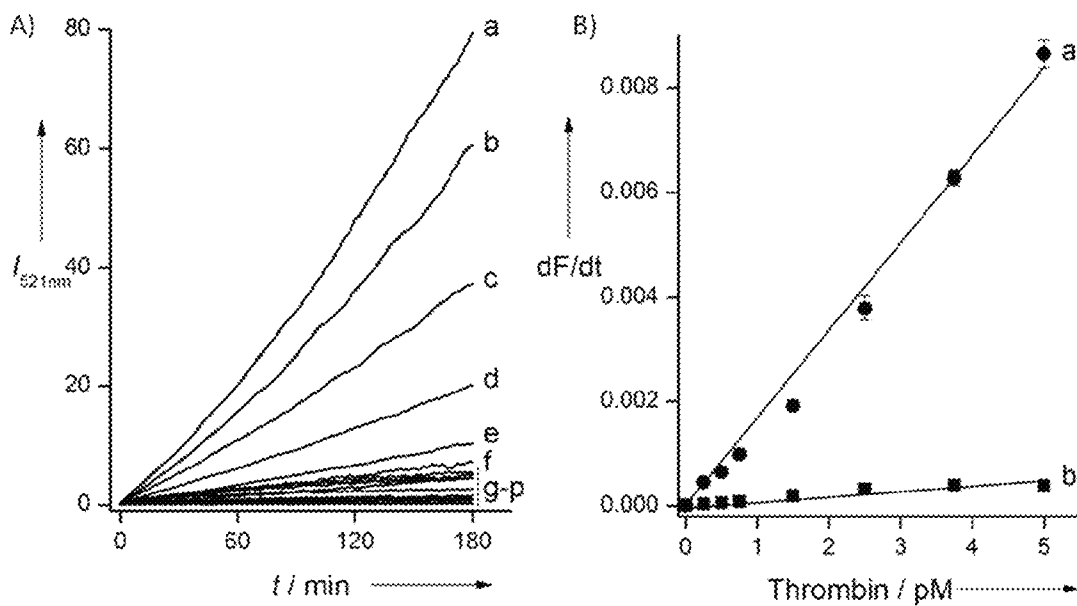 A)
80
60
40
20
0
I521nm
a
b
c
d
e
f
g-p
0
60
120
180
t / min
B)
0.008
0.006
0.004
0.002
0.000
dF/dt
a
b
0
1
2
3
4
5
Thrombin / pM